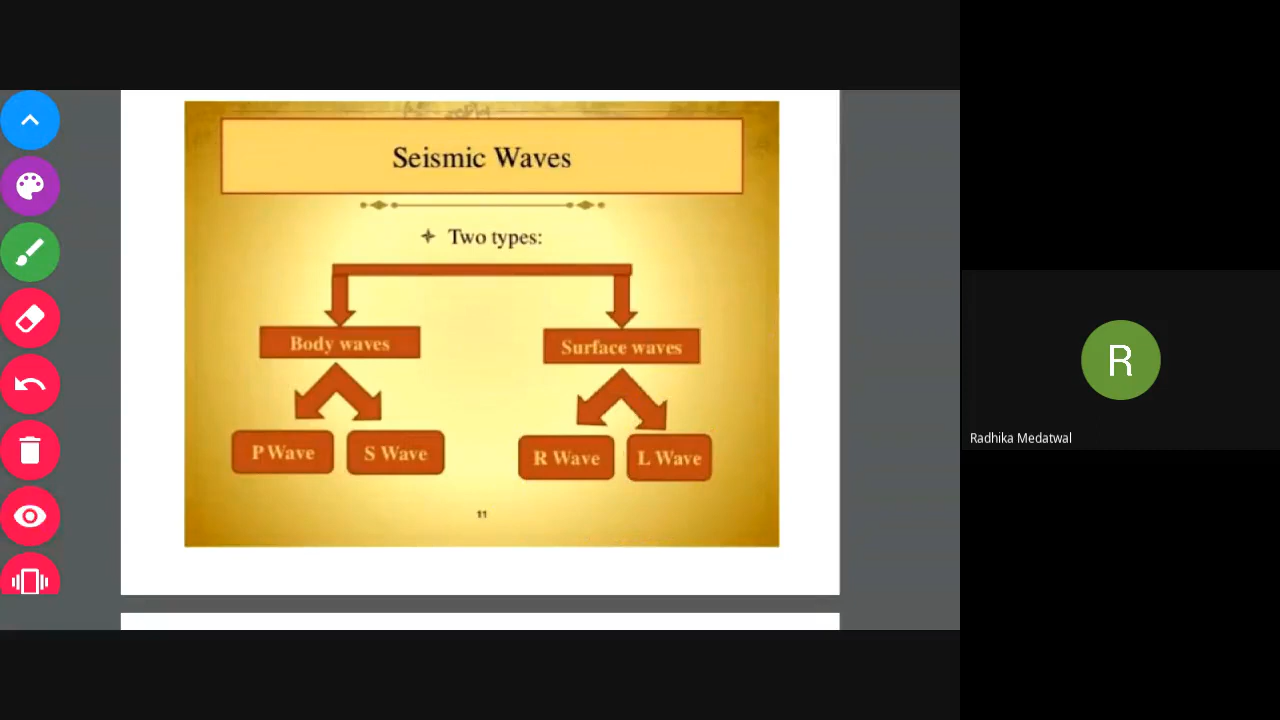 Seismic Waves
Two types:
Body waves
Surface waves
P Wave
S Wave
R Wave
L Wave
11
R
Radhika Medatwal